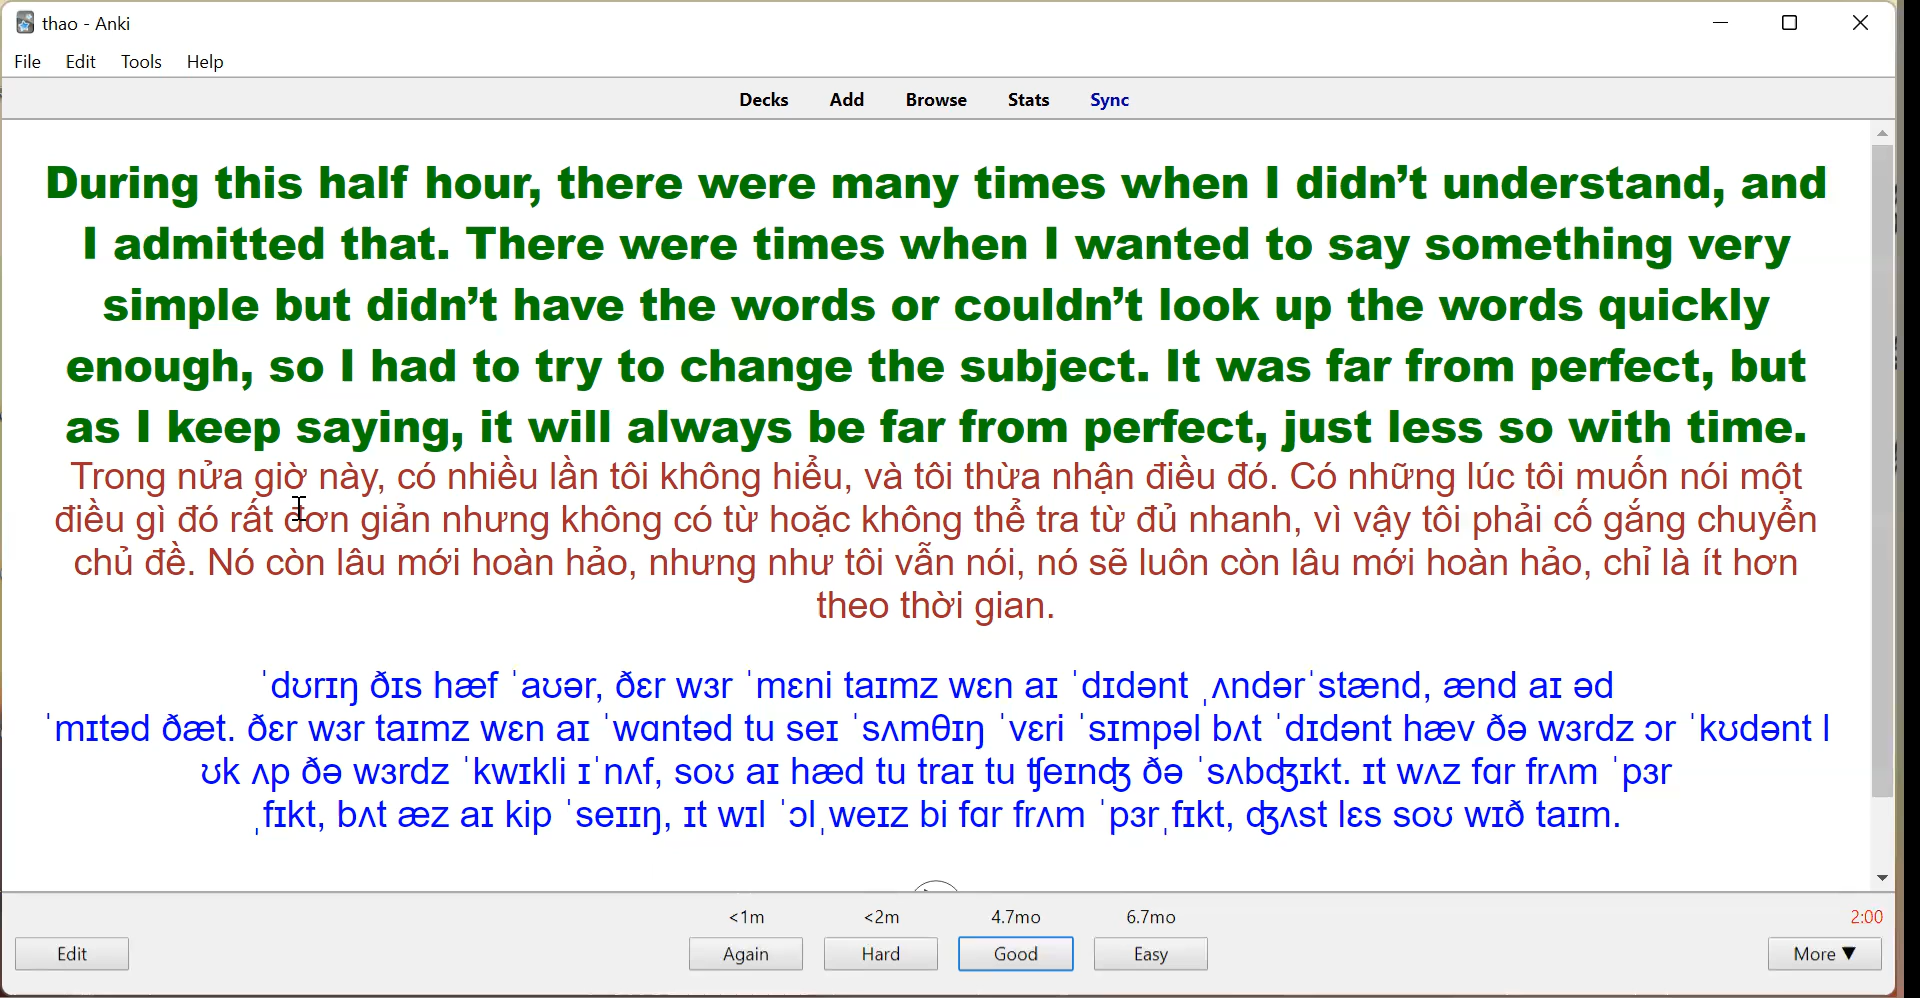 thao - Anki
File Edit Tools Help
Decks Add Browse Stats Sync
During this half hour, there were many times when I didn’t understand, and
I admitted that. There were times when I wanted to say something very
simple but didn’t have the words or couldn’t look up the words quickly
enough, so I had to try to change the subject. It was far from perfect, but
as I keep saying, it will always be far from perfect, just less so with time.
Trong nửa giờ này, có nhiều lần tôi không hiểu, và tôi thừa nhận điều đó. Có những lúc tôi muốn nói một
điều gì đó rất đơn giản nhưng không có từ hoặc không thể tra từ đủ nhanh, vì vậy tôi phải cố gắng chuyển
chủ đề. Nó còn lâu mới hoàn hảo, nhưng như tôi vẫn nói, nó sẽ luôn còn lâu mới hoàn hảo, chỉ là ít hơn
theo thời gian.
ˈdʊrɪŋ ðɪs hæf ˈaʊər, ðɛr wɜr ˈmɛni taɪmz wɛn aɪ ˈdɪdənt ˌʌndərˈstænd, ænd aɪ əd
ˈmɪtəd ðæt. ðɛr wɜr taɪmz wɛn aɪ ˈwɑntəd tu seɪ ˈsʌmθɪŋ ˈvɛri ˈsɪmpəl bʌt ˈdɪdənt hæv ðə wɜrdz ɔr ˈkʊdənt l
ʊk ʌp ðə wɜrdz ˈkwɪkli ɪˈnʌf, soʊ aɪ hæd tu traɪ tu ʧeɪnʤ ðə ˈsʌbʤɪkt. ɪt wʌz fɑr frʌm ˈpɜr
ˌfɪkt, bʌt æz aɪ kip ˈseɪɪŋ, ɪt wɪl ˈɔlˌweɪz bi fɑr frʌm ˈpɜrˌfɪkt, ʤʌst lɛs soʊ wɪð taɪm.
<1m <2m 4.7mo 6.7mo 2:00
Edit Again Hard Good Easy More ▼